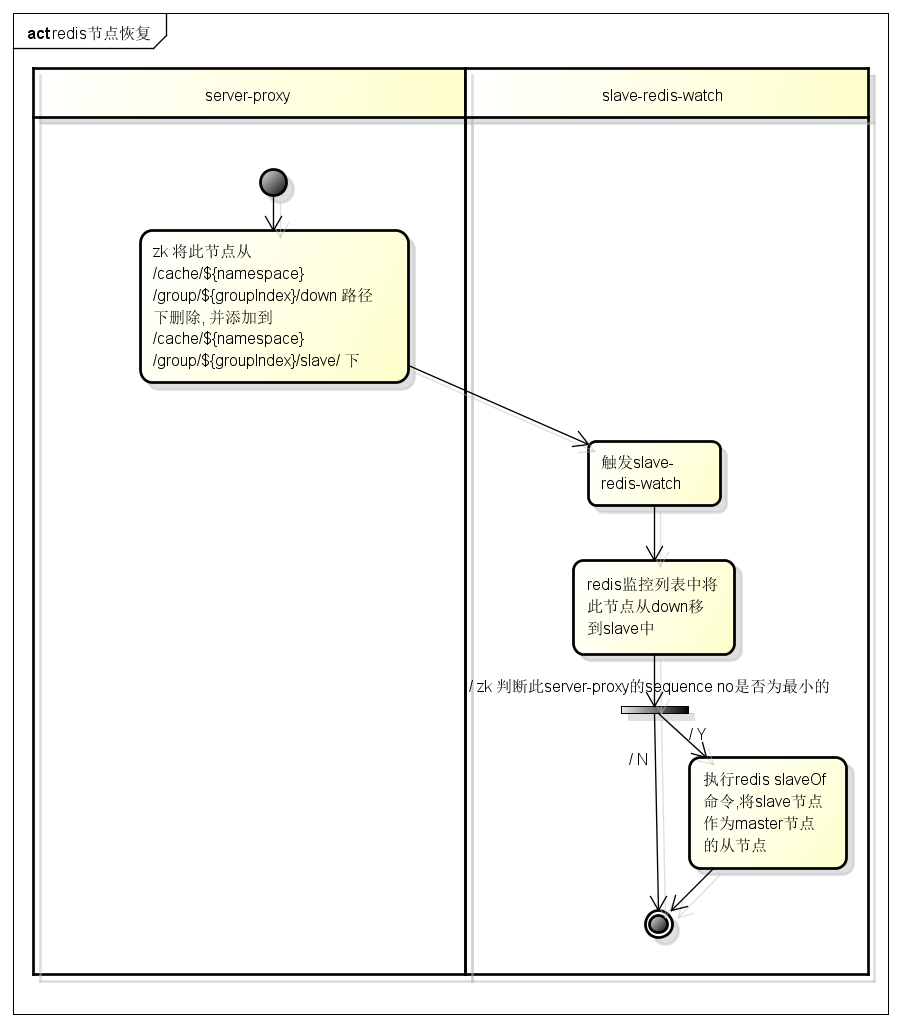 act redis节点恢复
server-proxy
slave-redis-watch
zk 将此节点从
/cache/${namespace}
/group/${groupIndex}/down 路径
下删除, 并添加到
/cache/${namespace}
/group/${groupIndex}/slave/ 下
触发slave-
redis-watch
redis监控列表中将
此节点从down移
到slave中
/ zk 判断此server-proxy的sequence no是否为最小的
/ Y
/ N
执行redis slaveOf
命令,将slave节点
作为master节点
的从节点